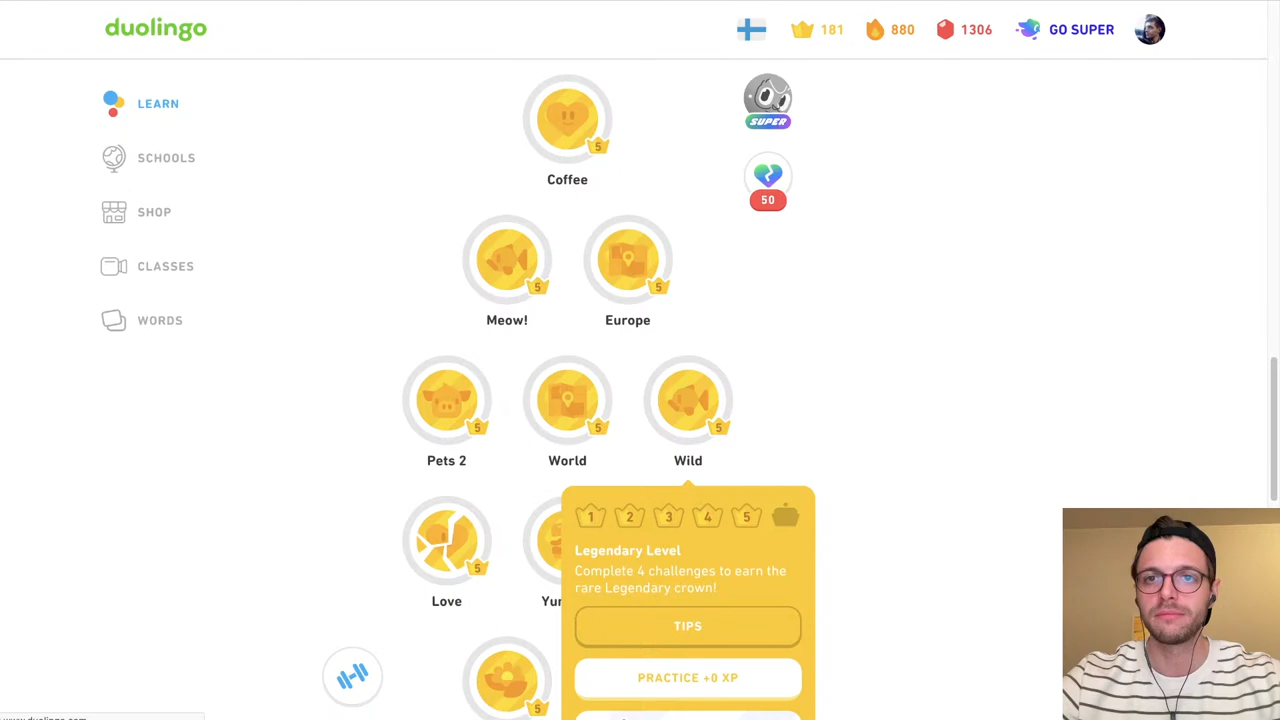 duolingo
181
880
1306
GO SUPER
LEARN
SCHOOLS
SHOP
CLASSES
WORDS
5
Coffee
SUPER
50
5
Meow!
5
Europe
5
Pets 2
5
World
5
Wild
1 2 3 4 5
Legendary Level
Complete 4 challenges to earn the
rare Legendary crown!
TIPS
PRACTICE +0 XP
5
Love
5